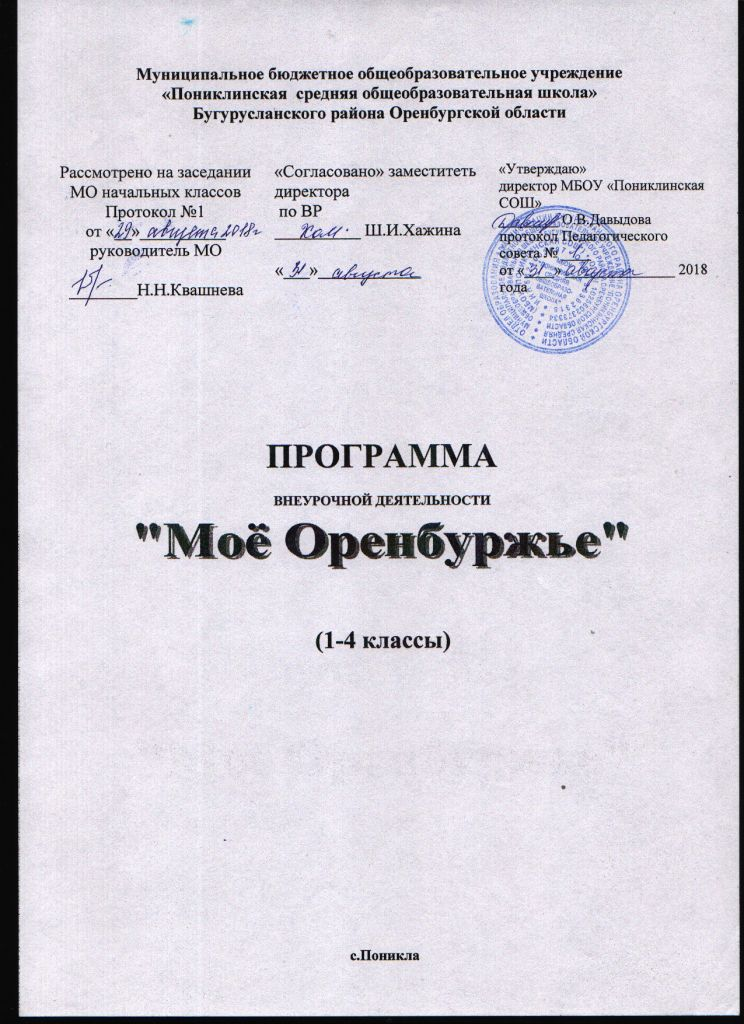 Муниципальное бюджетное общеобразовательное учреждение
«Пониклинская средняя общеобразовательная школа»
Бугурусланского района Оренбургской области
Рассмотрено на заседании
МО начальных классов
Протокол №1
от «29» августа 2018г
руководитель МО
Н.Н.Квашнева
«Согласовано» заместитеть
директора
по ВР
Ш.И.Хажина
«31» августа
«Утверждаю»
директор МБОУ «Пониклинская
СОШ»
О.В.Давыдова
протокол Педагогического
совета № 1
от «31» августа 2018
года
ПРОГРАММА
ВНЕУРОЧНОЙ ДЕЯТЕЛЬНОСТИ
"Моё Оренбуржье"
(1-4 классы)
с.Поникла